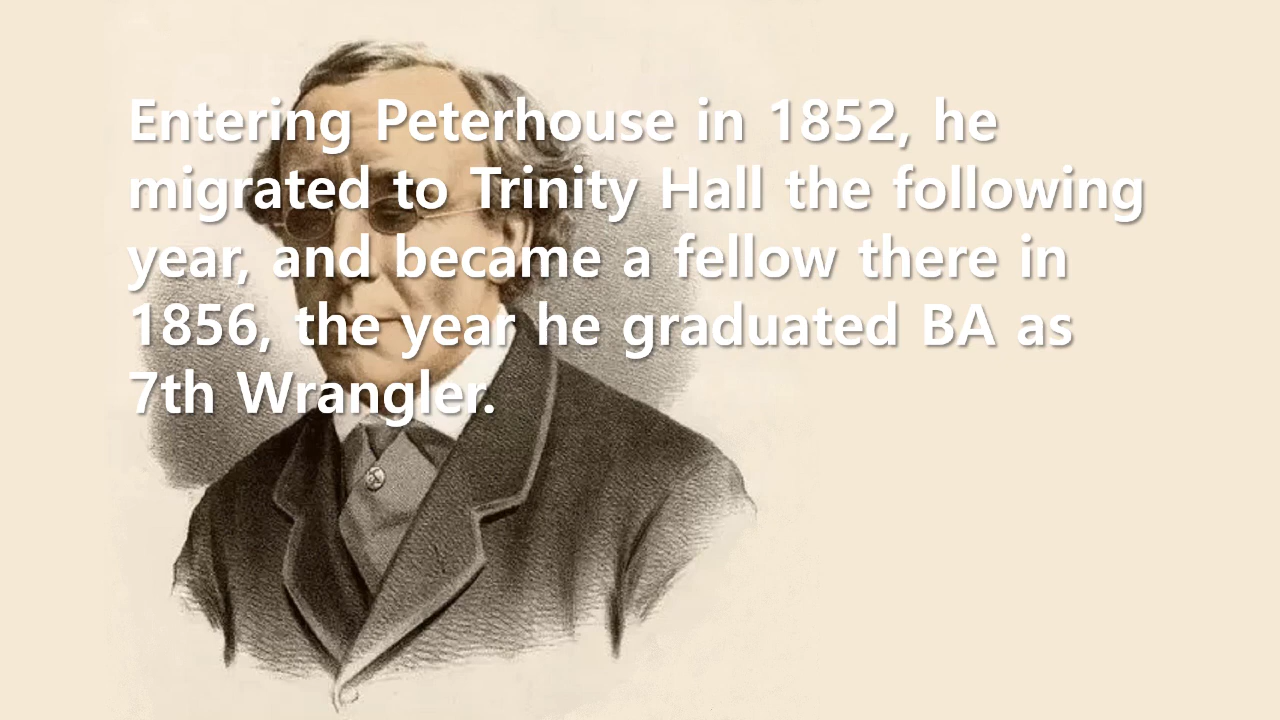 Entering Peterhouse in 1852, he
migrated to Trinity Hall the following
year, and became a fellow there in
1856, the year he graduated BA as
7th Wrangler.